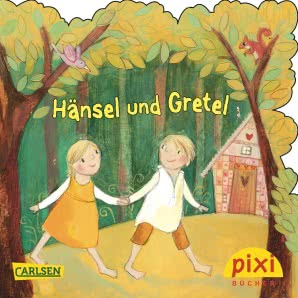 Hänsel und Gretel
CARLSEN
pixi
BÜCHER